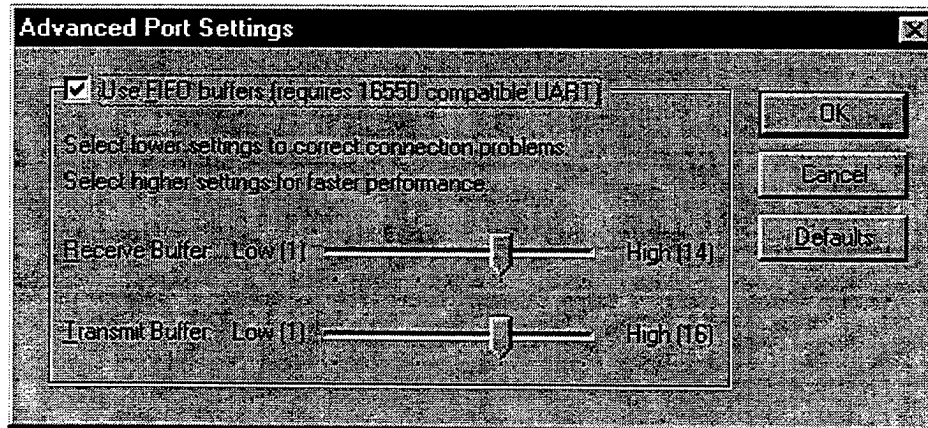 Advanced Port Settings
Use FIFO buffers (requires 16550 compatible UART)
OK
Select lower settings to correct connection problems.
Cancel
Select higher settings for faster performance.
Defaults
Receive Buffer: Low (1) High (14)
Transmit Buffer: Low (1) High (16)